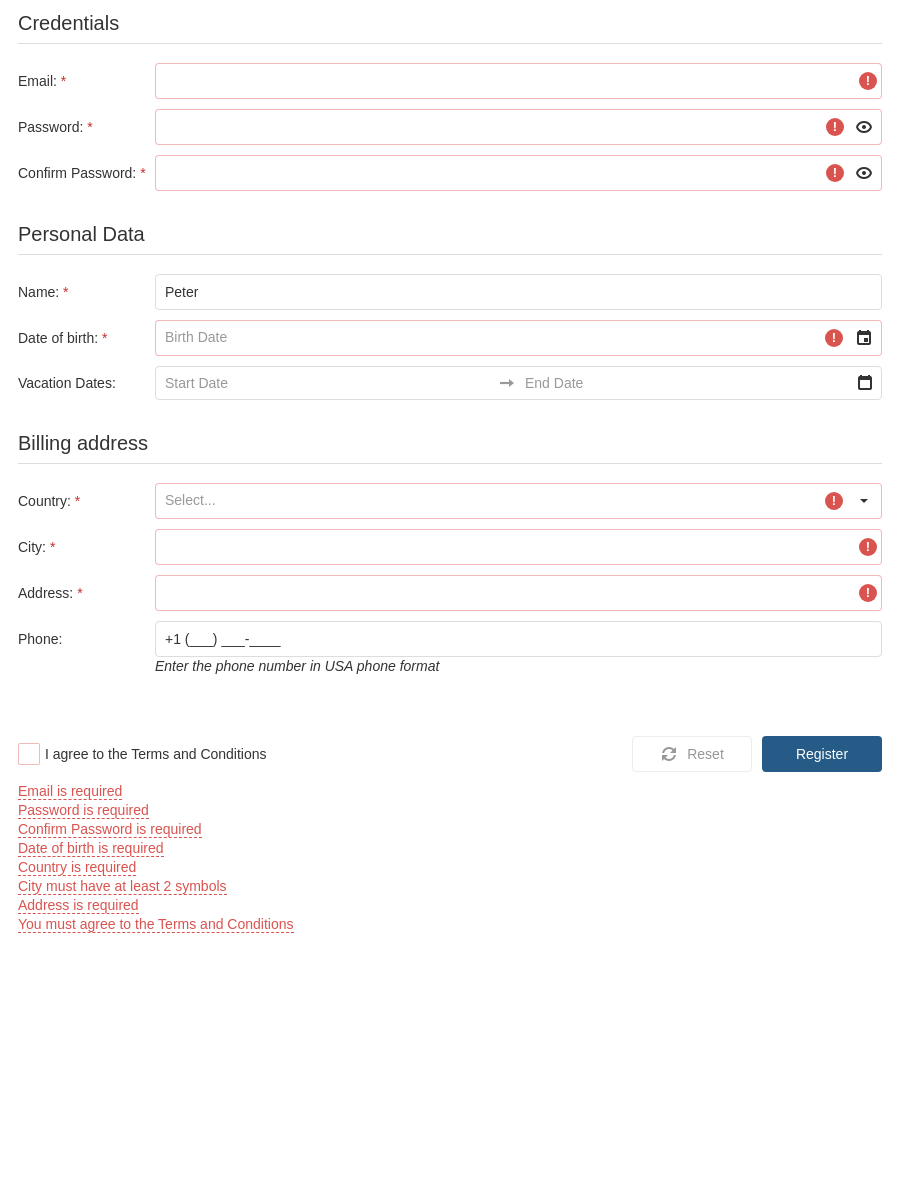 Credentials
Email: *
Password: *
Confirm Password: *
Personal Data
Name: * Peter
Date of birth: * Birth Date
Vacation Dates: Start Date End Date
Billing address
Country: * Select...
City: *
Address: *
Phone: +1 (___) ___-____
Enter the phone number in USA phone format
I agree to the Terms and Conditions Reset Register
Email is required
Password is required
Confirm Password is required
Date of birth is required
Country is required
City must have at least 2 symbols
Address is required
You must agree to the Terms and Conditions